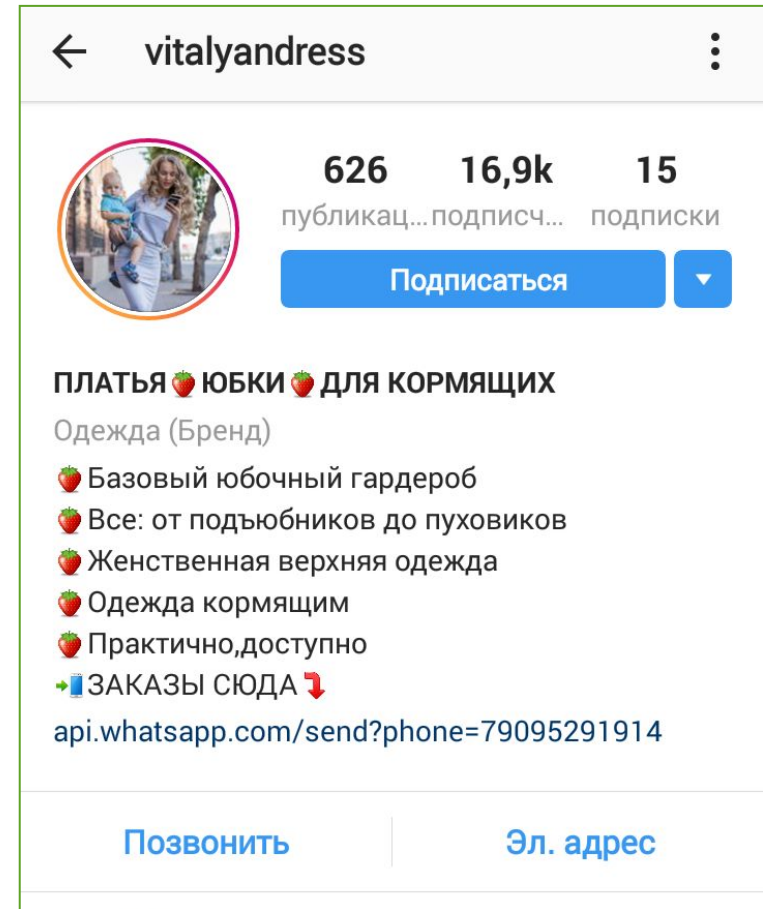 vitalyandress
626 16,9k 15
публикац... подписч... подписки
Подписаться
ПЛАТЬЯ🍓ЮБКИ🍓ДЛЯ КОРМЯЩИХ
Одежда (Бренд)
🍓Базовый юбочный гардероб
🍓Все: от подъюбников до пуховиков
🍓Женственная верхняя одежда
🍓Одежда кормящим
🍓Практично,доступно
📲ЗАКАЗЫ СЮДА⤵
api.whatsapp.com/send?phone=79095291914
Позвонить Эл. адрес